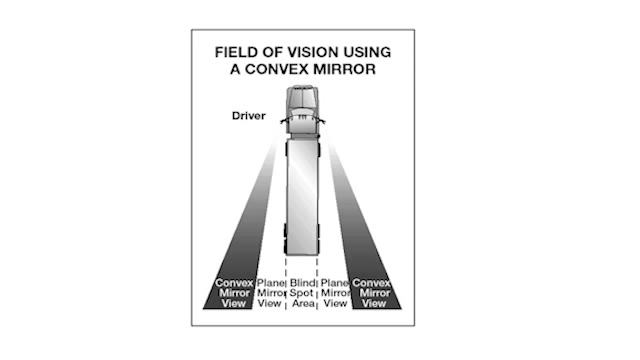 FIELD OF VISION USING
A CONVEX MIRROR
Driver
Convex Plane Blind Plane Convex
Mirror Mirror Spot Mirror Mirror
View View Area View View